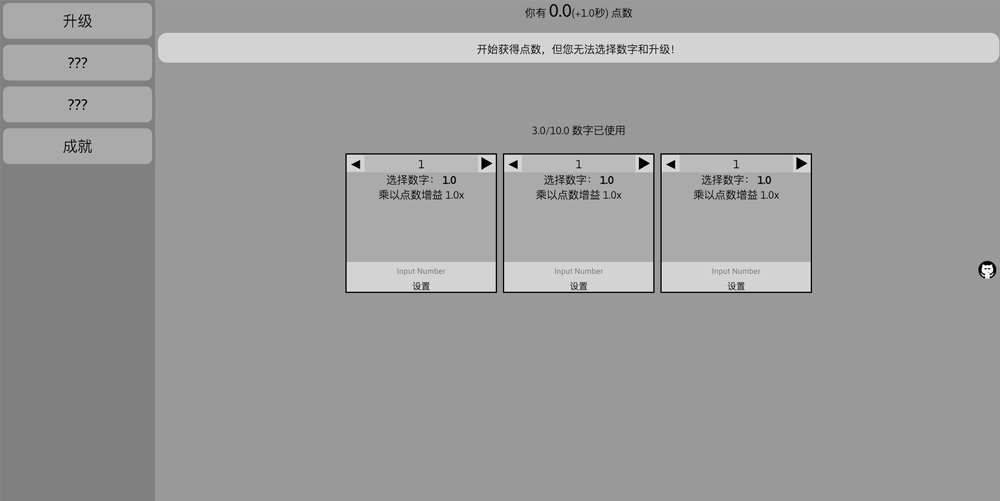 升级
???
???
成就
你有 0.0(+1.0秒) 点数
开始获得点数，但您无法选择数字和升级！
3.0/10.0 数字已使用
◀ 1 ▶
选择数字： 1.0
乘以点数增益 1.0x
Input Number
设置
◀ 1 ▶
选择数字： 1.0
乘以点数增益 1.0x
Input Number
设置
◀ 1 ▶
选择数字： 1.0
乘以点数增益 1.0x
Input Number
设置